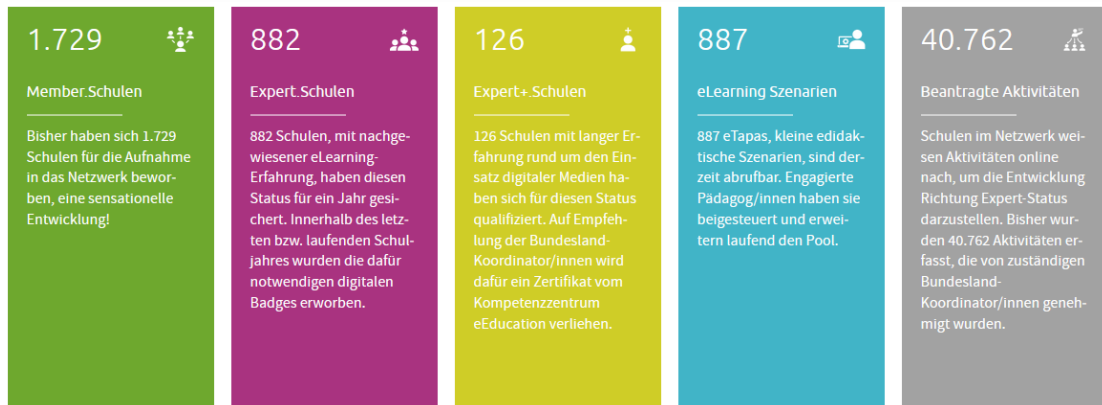 1.729
Member.Schulen
Bisher haben sich 1.729
Schulen für die Aufnahme
in das Netzwerk bewor-
ben, eine sensationelle
Entwicklung!
882
Expert.Schulen
882 Schulen, mit nachge-
wiesener eLearning-
Erfahrung, haben diesen
Status für ein Jahr gesi-
chert. Innerhalb des letz-
ten bzw. laufenden Schul-
jahres wurden die dafür
notwendigen digitalen
Badges erworben.
126
Expert+.Schulen
126 Schulen mit langer Er-
fahrung rund um den Ein-
satz digitaler Medien ha-
ben sich für diesen Status
qualifiziert. Auf Empfeh-
lung der Bundesland-
Koordinator/innen wird
dafür ein Zertifikat vom
Kompetenzzentrum
eEducation verliehen.
887
eLearning Szenarien
887 eTapas, kleine edidak-
tische Szenarien, sind der-
zeit abrufbar. Engagierte
Pädagog/innen haben sie
beigesteuert und erwei-
tern laufend den Pool.
40.762
Beantragte Aktivitäten
Schulen im Netzwerk wei-
sen Aktivitäten online
nach, um die Entwicklung
Richtung Expert-Status
darzustellen. Bisher wur-
den 40.762 Aktivitäten er-
fasst, die von zuständigen
Bundesland-
Koordinator/innen geneh-
migt wurden.